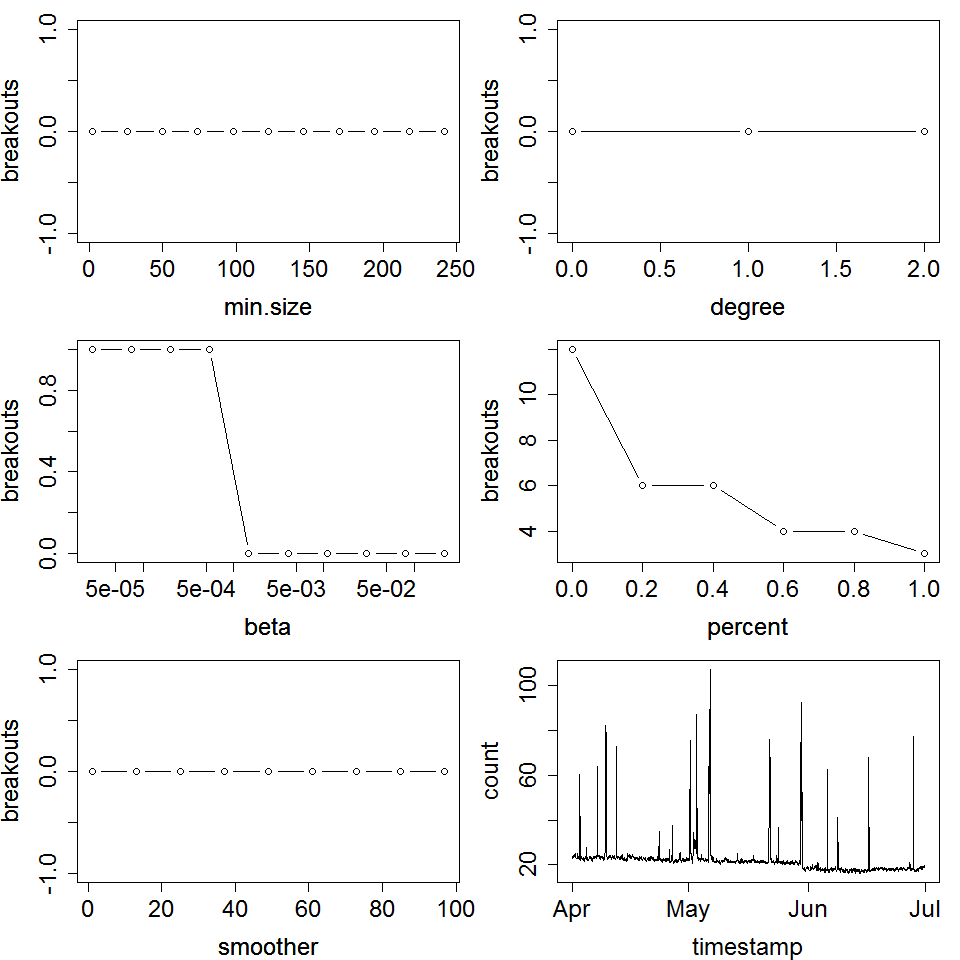 breakouts
1.0
0.0
-1.0
0 50 100 150 200 250
min.size
breakouts
1.0
0.0
-1.0
0.0 0.5 1.0 1.5 2.0
degree
breakouts
0.8
0.4
0.0
5e-05 5e-04 5e-03 5e-02
beta
breakouts
10
8
6
4
0.0 0.2 0.4 0.6 0.8 1.0
percent
breakouts
1.0
0.0
-1.0
0 20 40 60 80 100
smoother
count
100
60
20
Apr May Jun Jul
timestamp